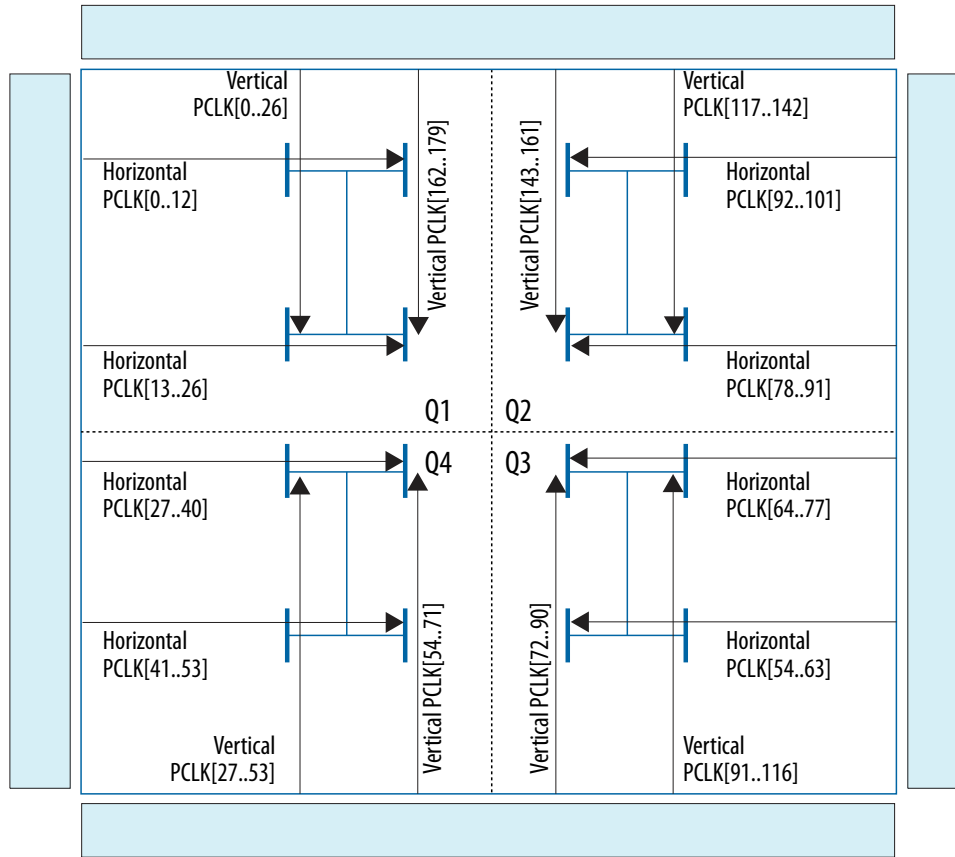 Vertical
PCLK[0..26]
Vertical
PCLK[117..142]
Vertical PCLK[162..179]
Vertical PCLK[143..161]
Horizontal
PCLK[0..12]
Horizontal
PCLK[92..101]
Horizontal
PCLK[13..26]
Horizontal
PCLK[78..91]
Q1
Q2
Q4
Q3
Horizontal
PCLK[27..40]
Horizontal
PCLK[64..77]
Vertical PCLK[54..71]
Vertical PCLK[72..90]
Horizontal
PCLK[41..53]
Horizontal
PCLK[54..63]
Vertical
PCLK[27..53]
Vertical
PCLK[91..116]